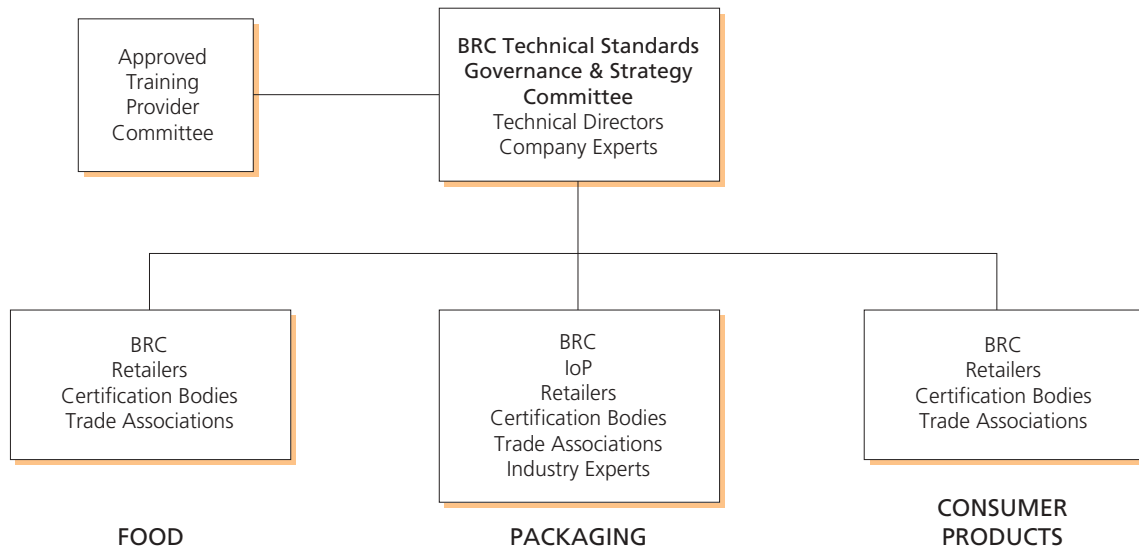 Approved
Training
Provider
Committee
BRC Technical Standards
Governance & Strategy
Committee
Technical Directors
Company Experts
BRC
Retailers
Certification Bodies
Trade Associations
FOOD
BRC
IoP
Retailers
Certification Bodies
Trade Associations
Industry Experts
PACKAGING
BRC
Retailers
Certification Bodies
Trade Associations
CONSUMER
PRODUCTS